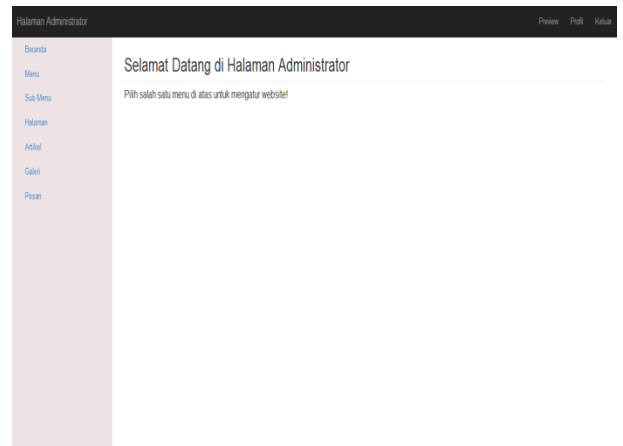 Halaman Administrator
Preview Profil Keluar
Beranda
Menu
Sub Menu
Halaman
Artikel
Galeri
Pesan
Selamat Datang di Halaman Administrator
Pilih salah satu menu di atas untuk mengatur website!